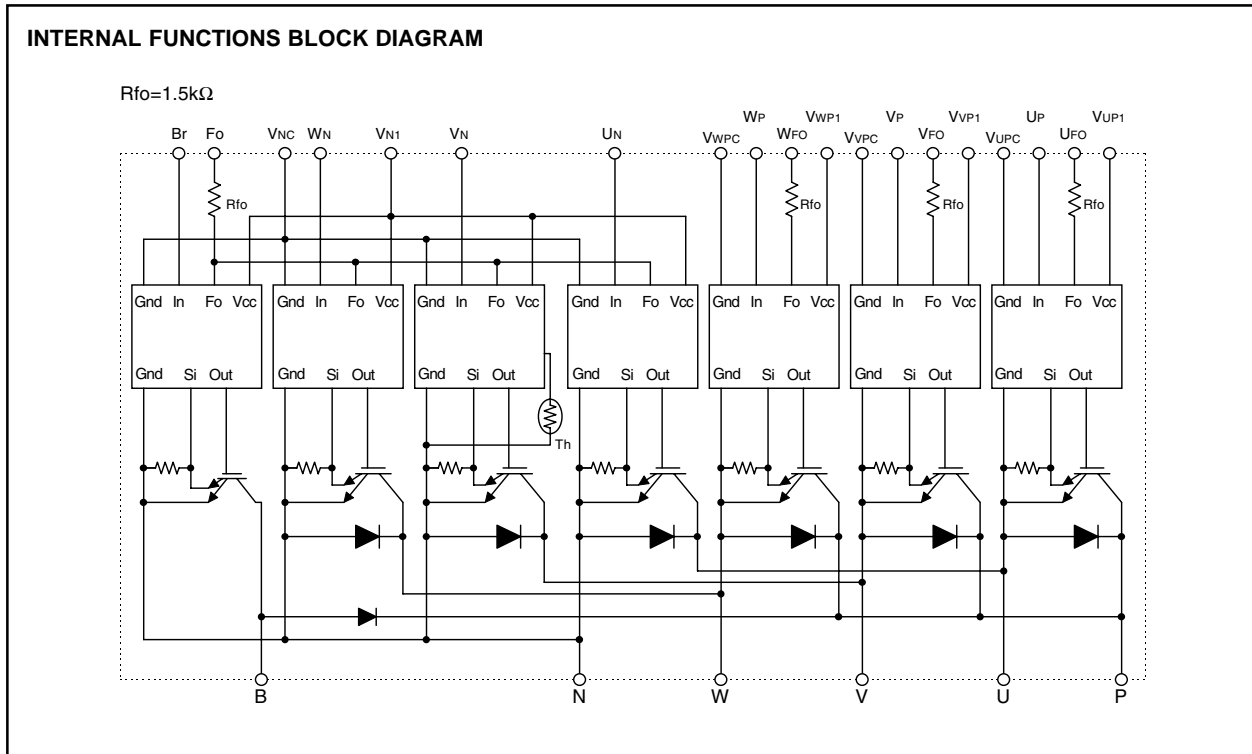 INTERNAL FUNCTIONS BLOCK DIAGRAM
Rfo=1.5kΩ
WP VWP1 VP VVP1 UP VUP1
Br Fo VNC WN VN1 VN UN VWPC WFO VVPC VFO VUPC UFO
Rfo Rfo Rfo Rfo
Gnd In Fo Vcc Gnd In Fo Vcc Gnd In Fo Vcc Gnd In Fo Vcc Gnd In Fo Vcc Gnd In Fo Vcc Gnd In Fo Vcc
Gnd Si Out Gnd Si Out Gnd Si Out Gnd Si Out Gnd Si Out Gnd Si Out Gnd Si Out
Th
B N W V U P